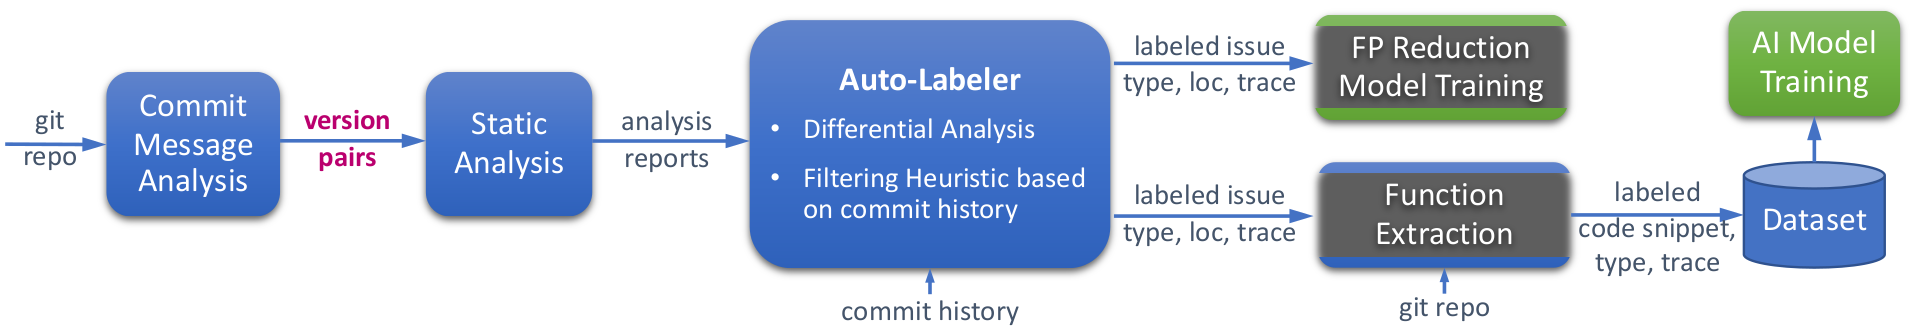 git
repo
Commit
Message
Analysis
version
pairs
Static
Analysis
analysis
reports
Auto-Labeler
• Differential Analysis
• Filtering Heuristic based
on commit history
commit history
labeled issue
type, loc, trace
FP Reduction
Model Training
labeled issue
type, loc, trace
Function
Extraction
git repo
labeled
code snippet,
type, trace
Dataset
AI Model
Training